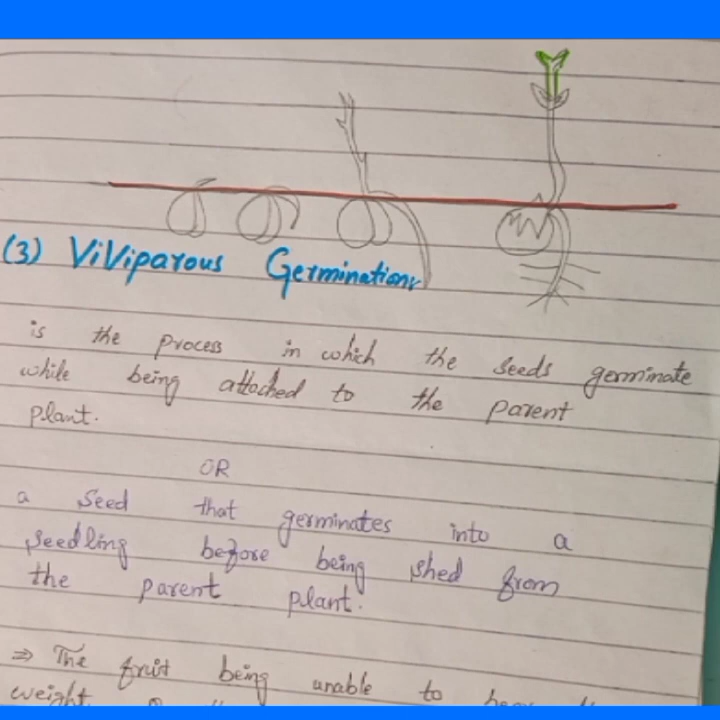 (3) ViViparous Germination
is the process in which the seeds germinate
while being attached to the parent
plant.
OR
a seed that germinates into a
seedling before being shed from
the parent plant.
⇒ The fruit being unable to
weight